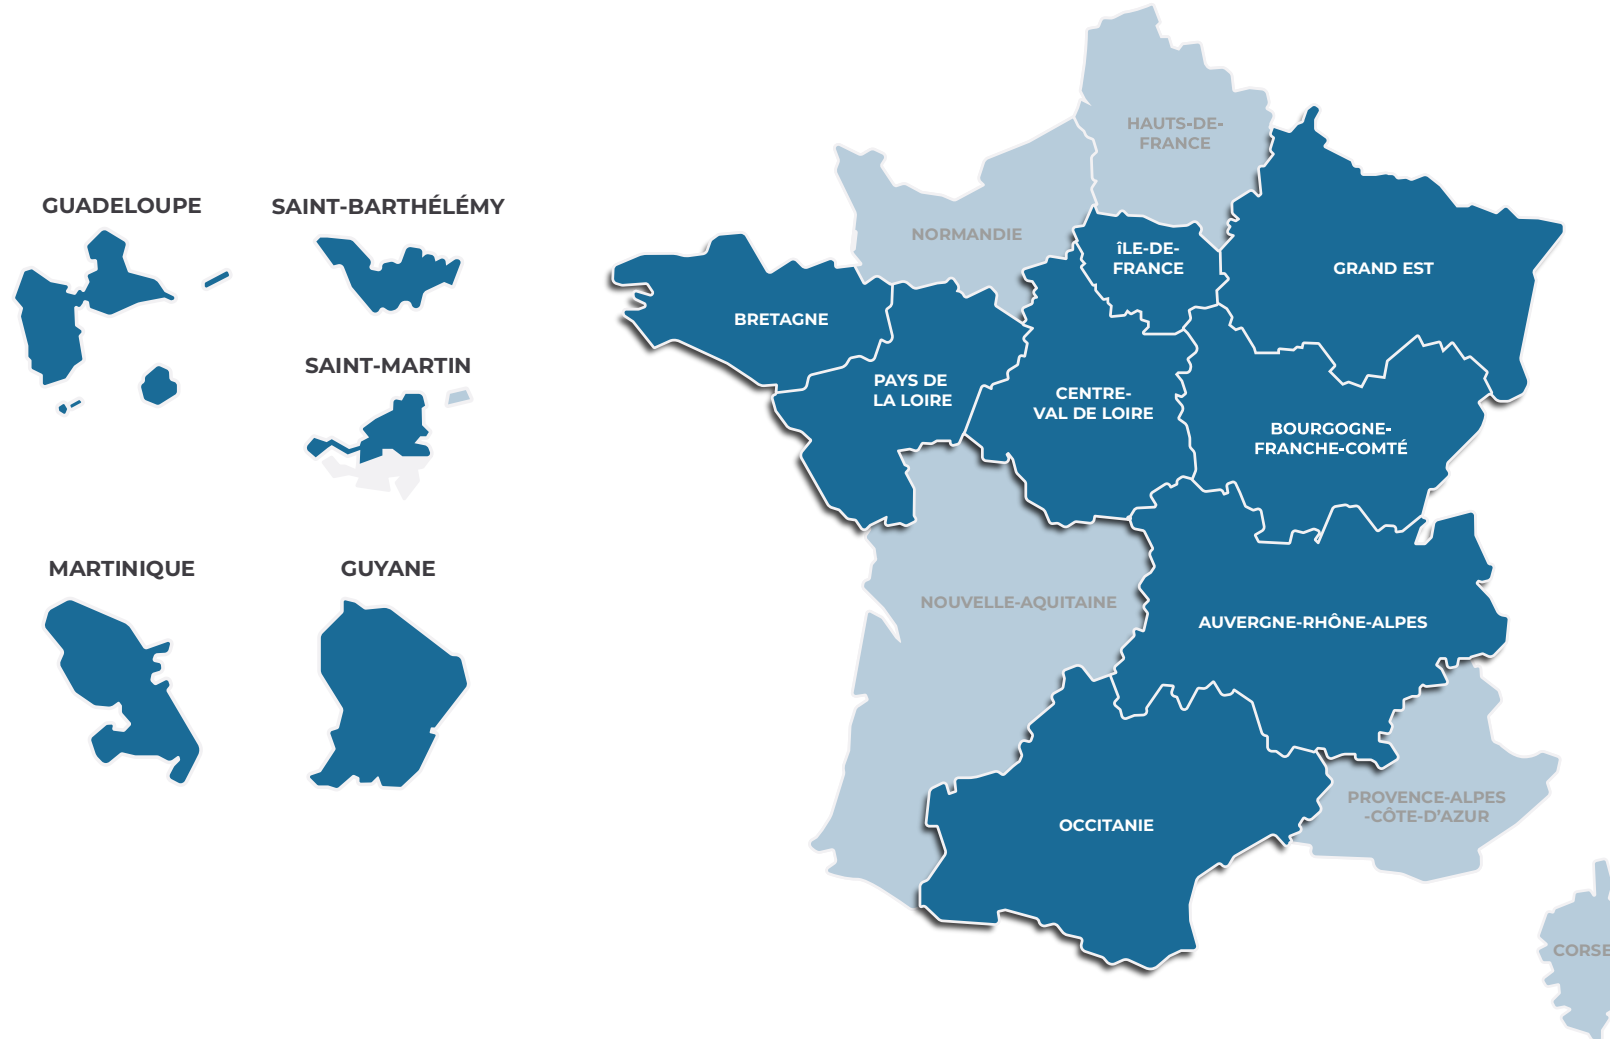 GUADELOUPE
SAINT-BARTHÉLÉMY
SAINT-MARTIN
MARTINIQUE
GUYANE
HAUTS-DE-
FRANCE
NORMANDIE
îLE-DE-
FRANCE
GRAND EST
BRETAGNE
PAYS DE
LA LOIRE
CENTRE-
VAL DE LOIRE
BOURGOGNE-
FRANCHE-COMTÉ
NOUVELLE-AQUITAINE
AUVERGNE-RHÔNE-ALPES
PROVENCE-ALPES
-CÔTE-D'AZUR
OCCITANIE
CORSE